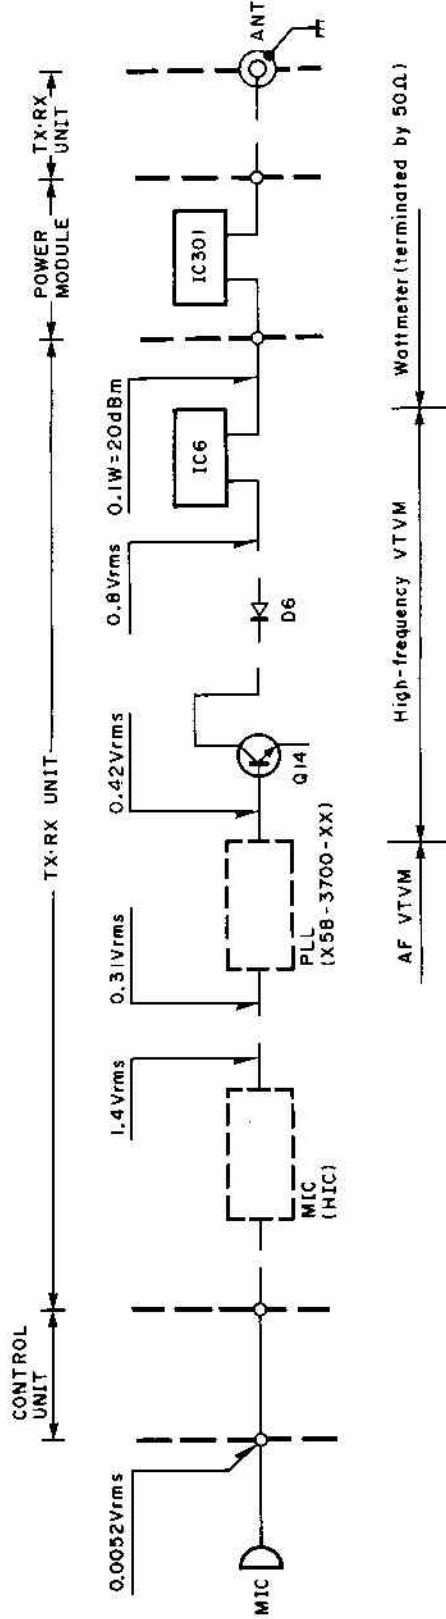 CONTROL
UNIT
TX·RX UNIT
POWER
MODULE
TX·RX
UNIT
0.0052Vrms
1.4Vrms
0.31Vrms
0.42Vrms
0.8Vrms
0.1W=20dBm
MIC
MIC
(HIC)
PLL
(X58-3700-XX)
Q14
D6
IC6
IC301
ANT
AF VTVM
High-frequency VTVM
Wattmeter(terminated by 50Ω)